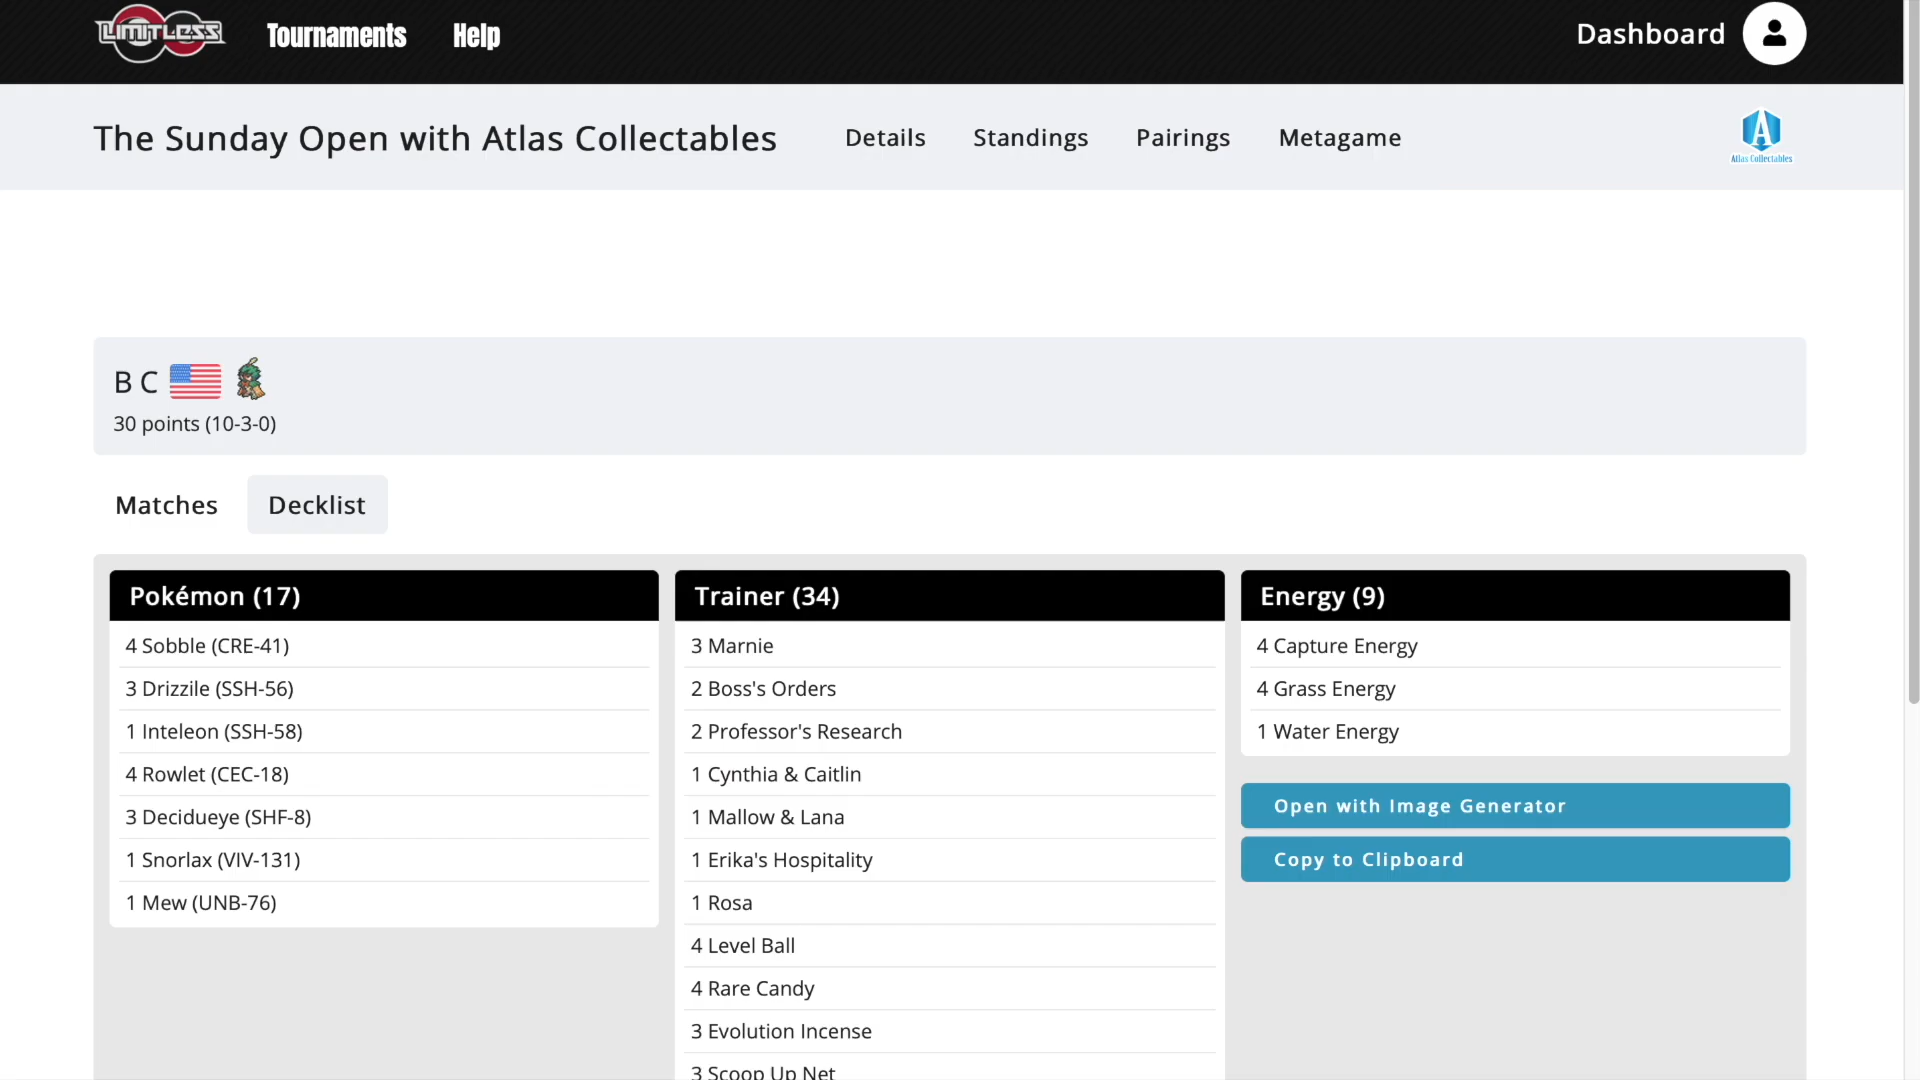 LIMITLESS
Tournaments
Help
Dashboard
The Sunday Open with Atlas Collectables
Details
Standings
Pairings
Metagame
A
Atlas Collectables
B C
30 points (10-3-0)
Matches
Decklist
Pokémon (17)
4 Sobble (CRE-41)
3 Drizzile (SSH-56)
1 Inteleon (SSH-58)
4 Rowlet (CEC-18)
3 Decidueye (SHF-8)
1 Snorlax (VIV-131)
1 Mew (UNB-76)
Trainer (34)
3 Marnie
2 Boss's Orders
2 Professor's Research
1 Cynthia & Caitlin
1 Mallow & Lana
1 Erika's Hospitality
1 Rosa
4 Level Ball
4 Rare Candy
3 Evolution Incense
3 Scoop Up Net
Energy (9)
4 Capture Energy
4 Grass Energy
1 Water Energy
Open with Image Generator
Copy to Clipboard